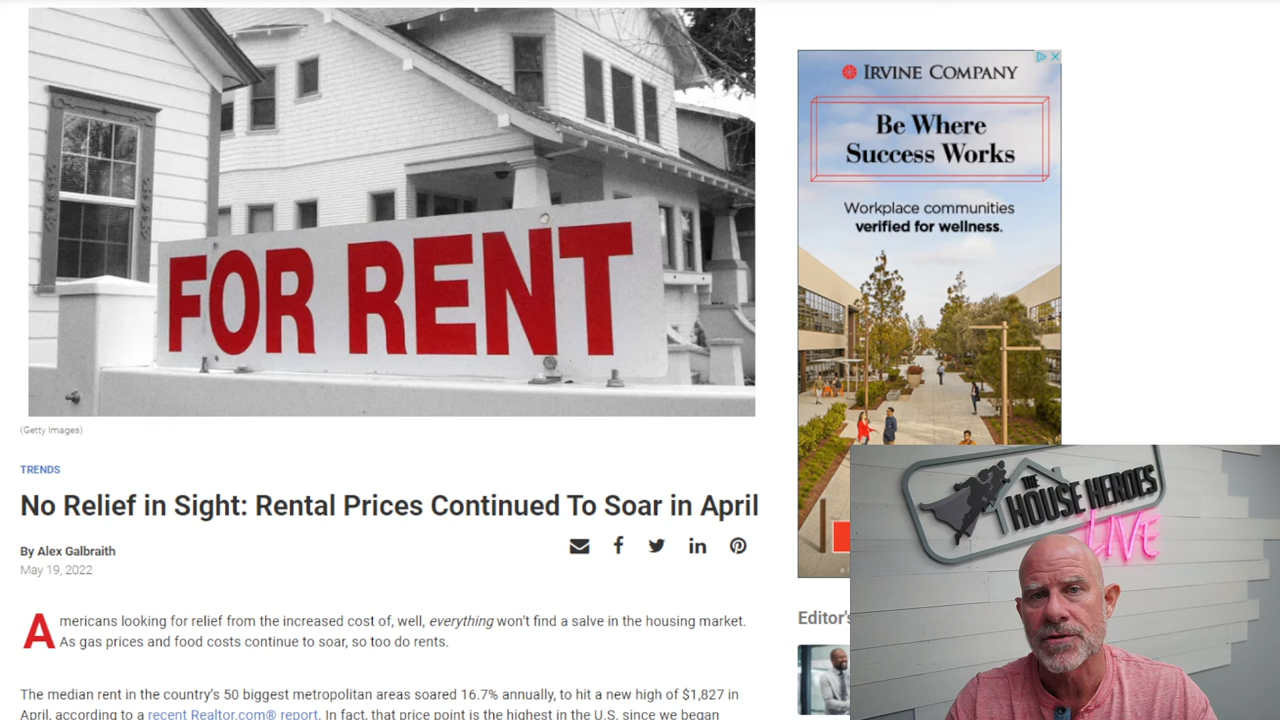 FOR RENT
(Getty Images)
TRENDS
No Relief in Sight: Rental Prices Continued To Soar in April
By Alex Galbraith
May 19, 2022
Americans looking for relief from the increased cost of, well, everything won't find a salve in the housing market.
As gas prices and food costs continue to soar, so too do rents.
The median rent in the country's 50 biggest metropolitan areas soared 16.7% annually, to hit a new high of $1,827 in
April, according to a recent Realtor.com® report. In fact, that price point is the highest in the U.S. since we began
IRVINE COMPANY
Be Where
Success Works
Workplace communities
verified for wellness.
Editor's
THE
HOUSE HEROES
LIVE